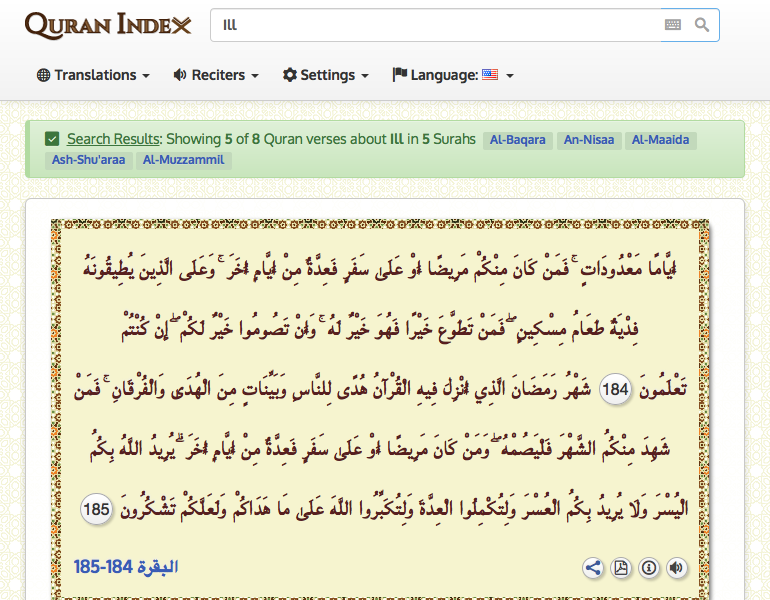 QURAN INDEX
Ill
Translations
Reciters
Settings
Language:
Search Results: Showing 5 of 8 Quran verses about Ill in 5 Surahs Al-Baqara An-Nisaa Al-Maaida
Ash-Shu'araa Al-Muzzammil
أَيَّامًا مَعْدُودَاتٍ ۚ فَمَنْ كَانَ مِنْكُمْ مَرِيضًا أَوْ عَلَىٰ سَفَرٍ فَعِدَّةٌ مِنْ أَيَّامٍ أُخَرَ ۚ وَعَلَى الَّذِينَ يُطِيقُونَهُ
فِدْيَةٌ طَعَامُ مِسْكِينٍ ۖ فَمَنْ تَطَوَّعَ خَيْرًا فَهُوَ خَيْرٌ لَهُ ۚ وَأَنْ تَصُومُوا خَيْرٌ لَكُمْ ۖ إِنْ كُنْتُمْ
تَعْلَمُونَ 184 شَهْرُ رَمَضَانَ الَّذِي أُنْزِلَ فِيهِ الْقُرْآنُ هُدًى لِلنَّاسِ وَبَيِّنَاتٍ مِنَ الْهُدَىٰ وَالْفُرْقَانِ ۚ فَمَنْ
شَهِدَ مِنْكُمُ الشَّهْرَ فَلْيَصُمْهُ ۖ وَمَنْ كَانَ مَرِيضًا أَوْ عَلَىٰ سَفَرٍ فَعِدَّةٌ مِنْ أَيَّامٍ أُخَرَ ۗ يُرِيدُ اللَّهُ بِكُمُ
الْيُسْرَ وَلَا يُرِيدُ بِكُمُ الْعُسْرَ وَلِتُكْمِلُوا الْعِدَّةَ وَلِتُكَبِّرُوا اللَّهَ عَلَىٰ مَا هَدَاكُمْ وَلَعَلَّكُمْ تَشْكُرُونَ 185
البقرة 184-185